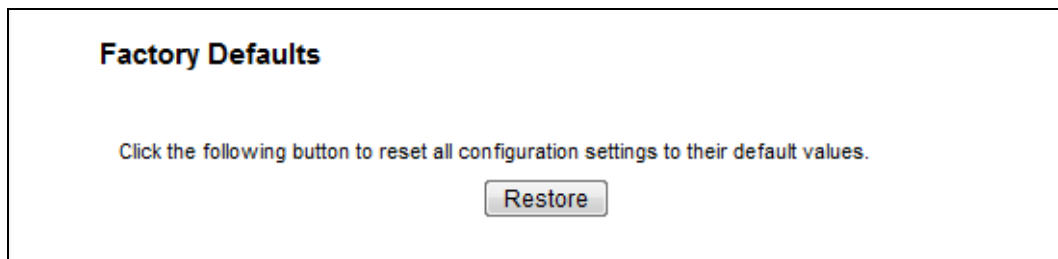 Factory Defaults
Click the following button to reset all configuration settings to their default values.
Restore